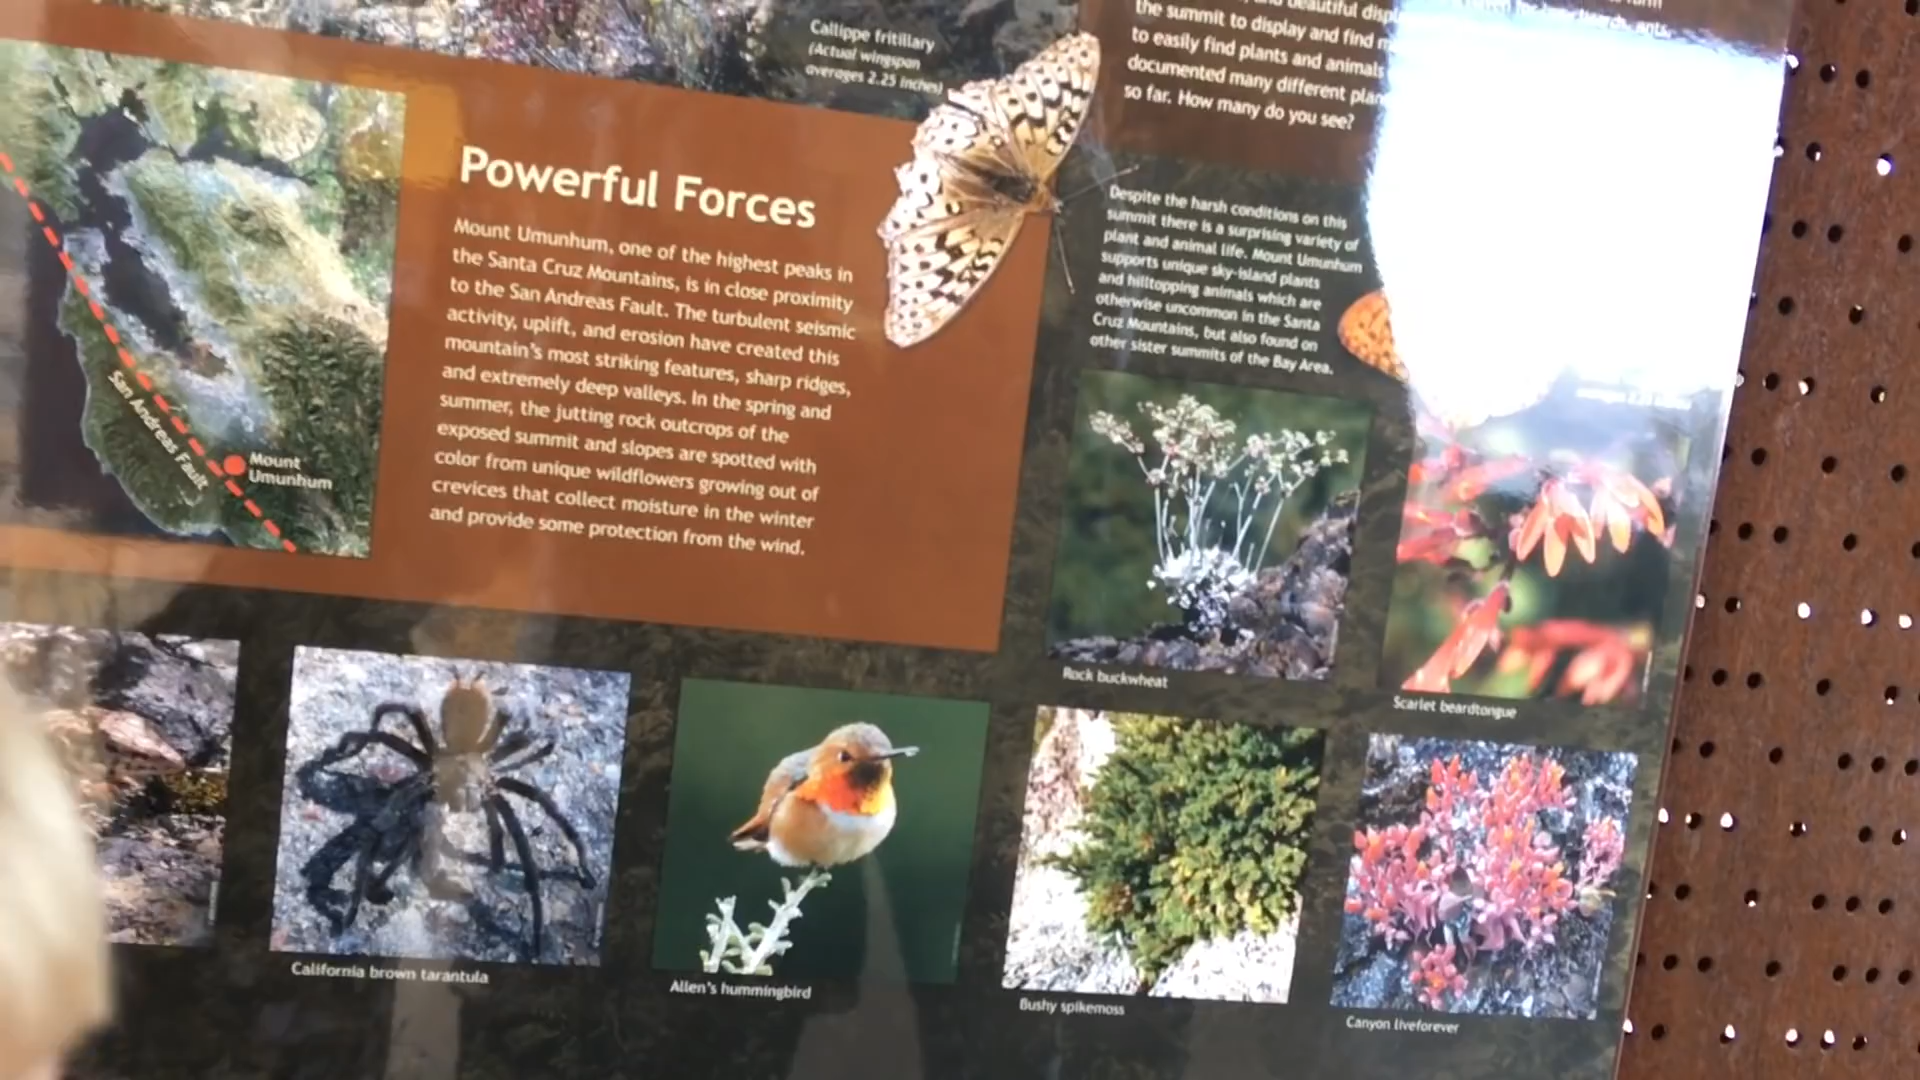 Callippe fritillary
(Actual wingspan
averages 2.25 inches)
beautiful
the summit to display and find
to easily find plants and animals
documented many different
so far. How many do you see?
Powerful Forces
Mount Umunhum, one of the highest peaks in
the Santa Cruz Mountains, is in close proximity
to the San Andreas Fault. The turbulent seismic
activity, uplift, and erosion have created this
mountain's most striking features, sharp ridges,
and extremely deep valleys. In the spring and
summer, the jutting rock outcrops of the
exposed summit and slopes are spotted with
color from unique wildflowers growing out of
crevices that collect moisture in the winter
and provide some protection from the wind.
San Andreas Fault
Mount
Umunhum
Despite the harsh conditions on this
summit there is a surprising variety of
plant and animal life. Mount Umunhum
supports unique sky-island plants
and hilltopping animals which are
otherwise uncommon in the Santa
Cruz Mountains, but also found on
other sister summits of the Bay Area.
Rock buckwheat
Scarlet beardtongue
California brown tarantula
Allen's hummingbird
Bushy spikemoss
Canyon liveforever